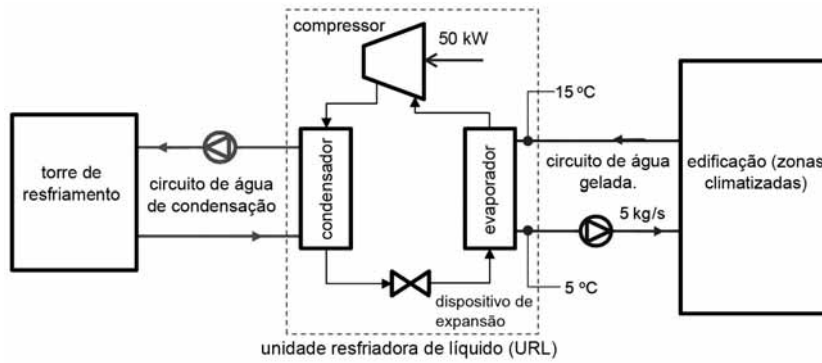 compressor
50 kW
15 ºC
torre de
resfriamento
circuito de água
de condensação
condensador
evaporador
circuito de água
gelada.
edificação (zonas
climatizadas)
5 kg/s
dispositivo de
expansão
5 ºC
unidade resfriadora de líquido (URL)